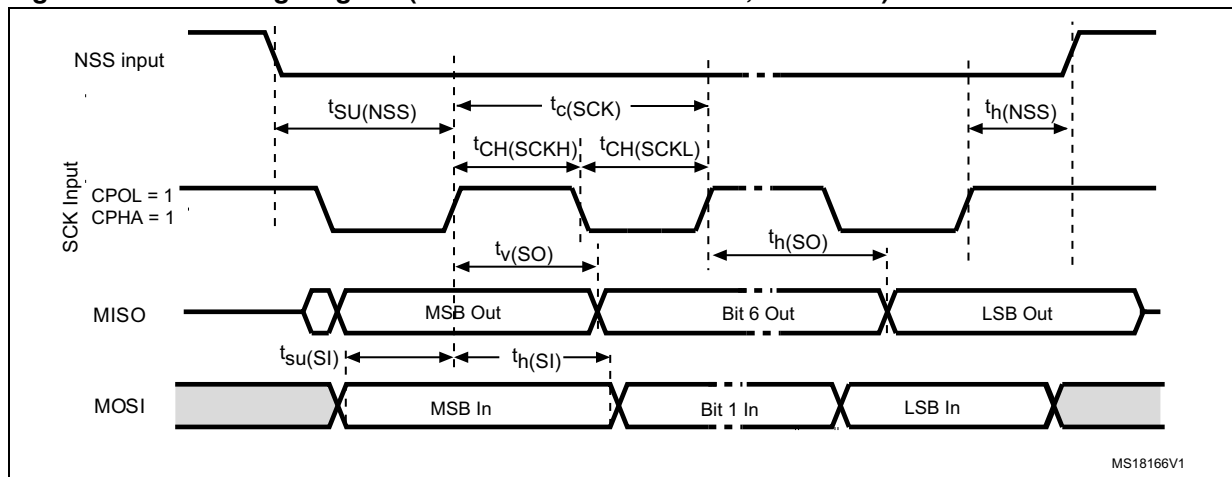 NSS input
tSU(NSS)
tc(SCK)
th(NSS)
tCH(SCKH)
tCH(SCKL)
SCK Input
CPOL = 1
CPHA = 1
tv(SO)
th(SO)
MISO
MSB Out
Bit 6 Out
LSB Out
tsu(SI)
th(SI)
MOSI
MSB In
Bit 1 In
LSB In
MS18166V1